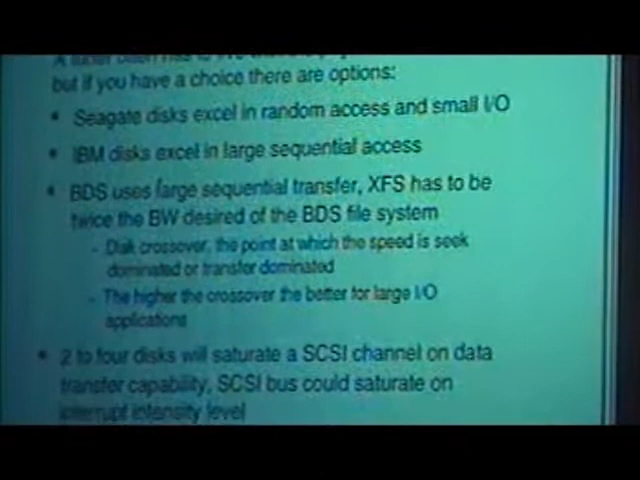 but if you have a choice there are options:
• Seagate disks excel in random access and small I/O
• IBM disks excel in large sequential access
• BDS uses large sequential transfer, XFS has to be
twice the BW desired of the BDS file system
- Disk crossover, the point at which the speed is seek
dominated or transfer dominated
- The higher the crossover the better for large I/O
applications
• 2 to four disks will saturate a SCSI channel on data
transfer capability, SCSI bus could saturate on
interrupt intensity level